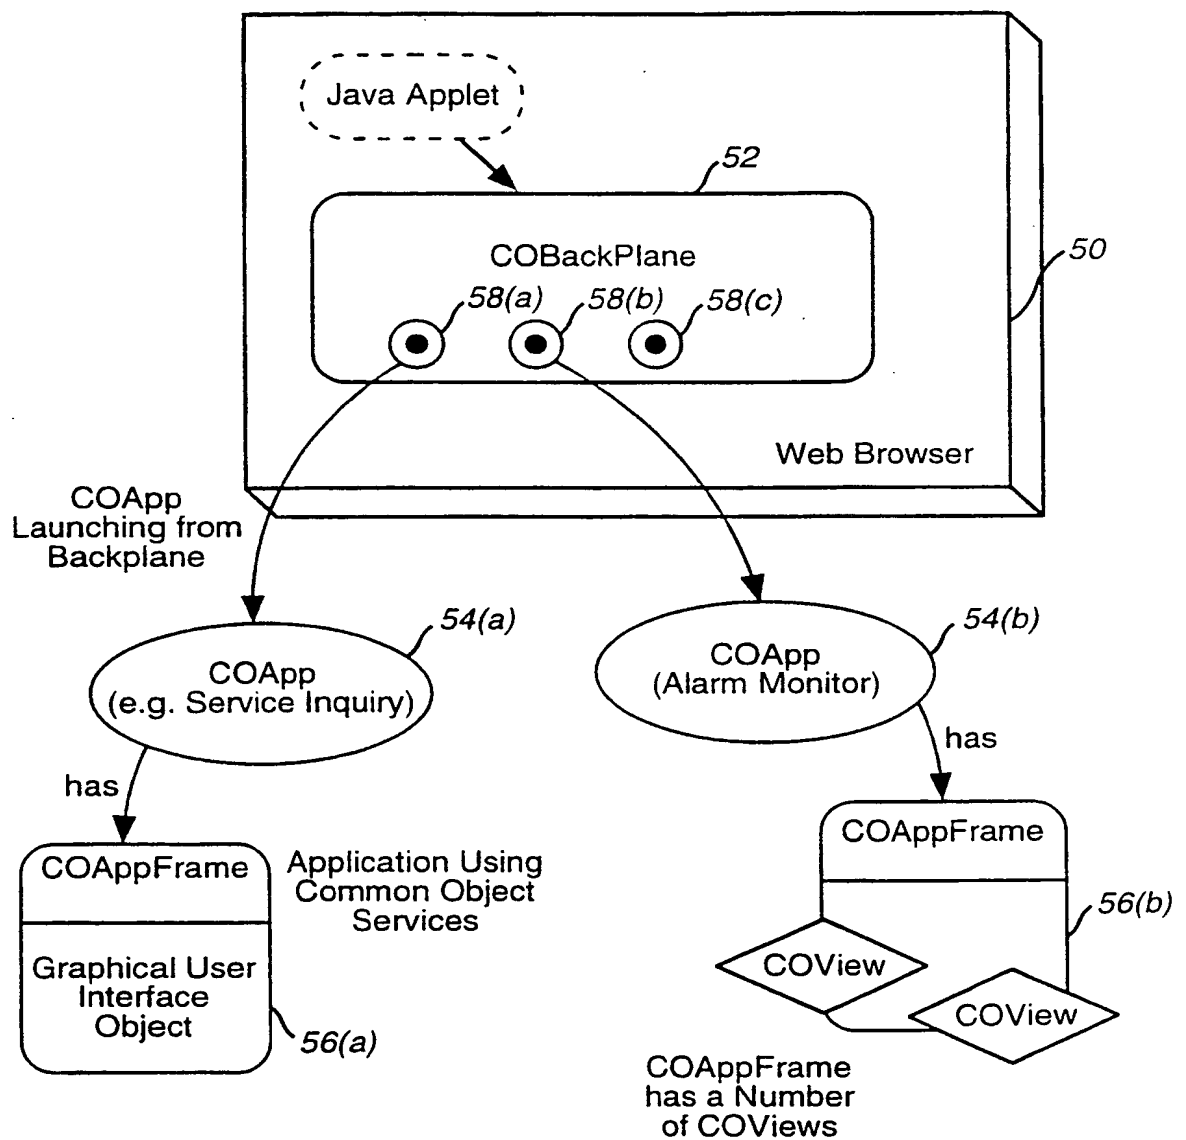 Java Applet
52
COBackPlane
50
58(a)
58(b)
58(c)
Web Browser
COApp
Launching from
Backplane
54(a)
COApp
(e.g. Service Inquiry)
54(b)
COApp
(Alarm Monitor)
has
has
COAppFrame
Graphical User
Interface
Object
56(a)
Application Using
Common Object
Services
COAppFrame
56(b)
COView
COView
COAppFrame
has a Number
of COViews